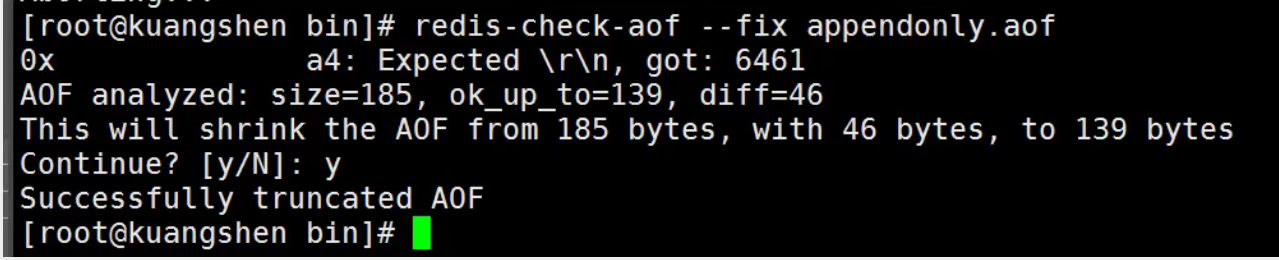 [root@kuangshen bin]# redis-check-aof --fix appendonly.aof
0x              a4: Expected \r\n, got: 6461
AOF analyzed: size=185, ok_up_to=139, diff=46
This will shrink the AOF from 185 bytes, with 46 bytes, to 139 bytes
Continue? [y/N]: y
Successfully truncated AOF
[root@kuangshen bin]#